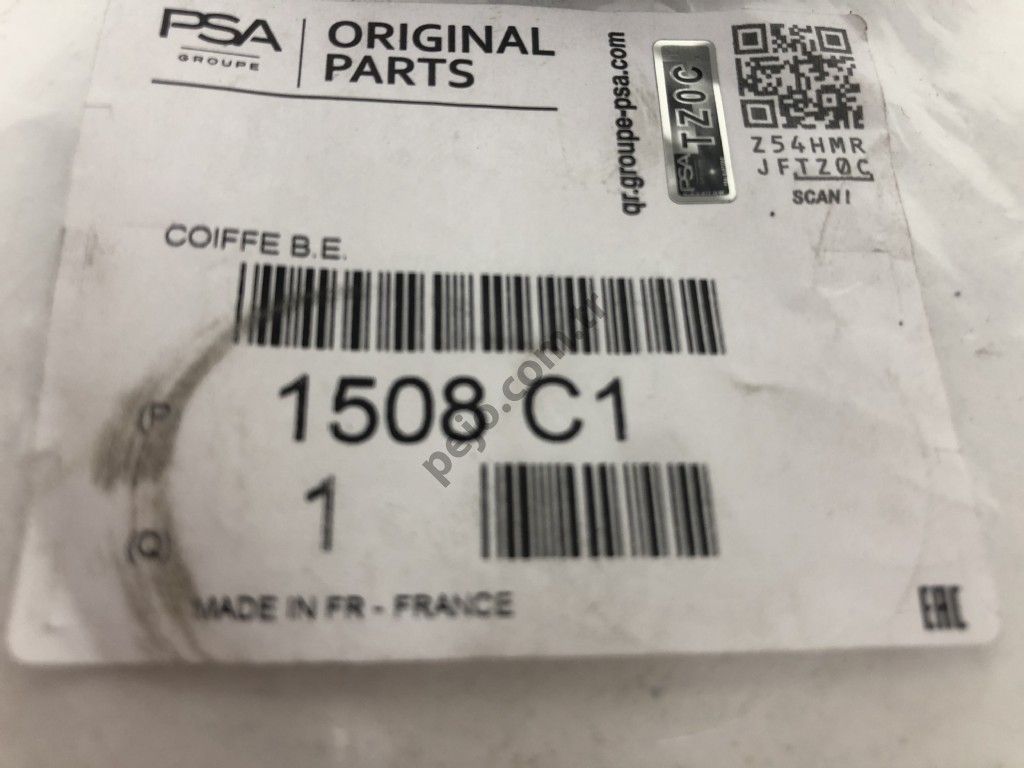 PSA
GROUPE
ORIGINAL
PARTS
qr.groupe-psa.com
PSA TZ0C
Z54HMR
JFTZ0C
SCAN!
COIFFE B.E.
(P
1508 C1
(Q)
1
MADE IN FR - FRANCE
EAC
pejo.com.tr